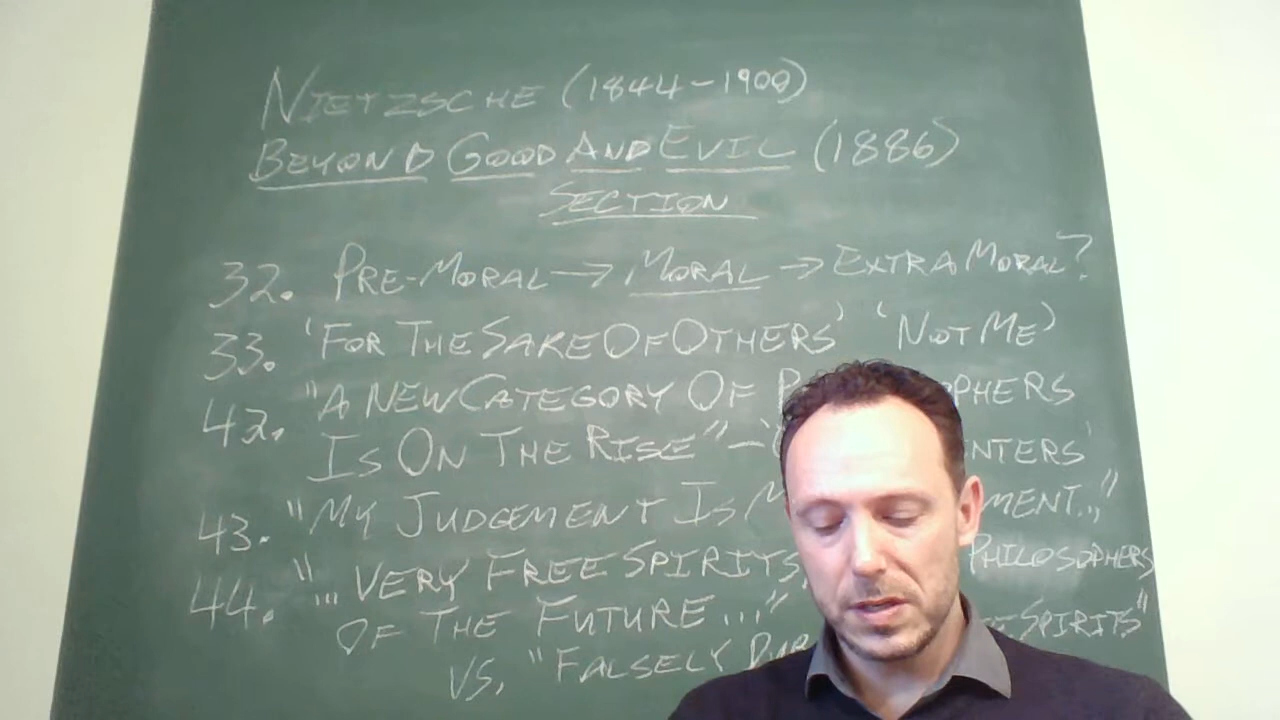 NIETZSCHE (1844-1900)
BEYOND GOOD AND EVIL (1886)
SECTION
32. PRE-MORAL → MORAL → EXTRA MORAL?
33. 'FOR THE SAKE OF OTHERS' 'NOT ME'
42. "A NEW CATEGORY OF
IS ON THE RISE" -
43. "MY JUDGEMENT IS
44. "... VERY FREE SPIRITS, PHILOSOPHERS
OF THE FUTURE..."
VS. "FALSELY SPIRITS"